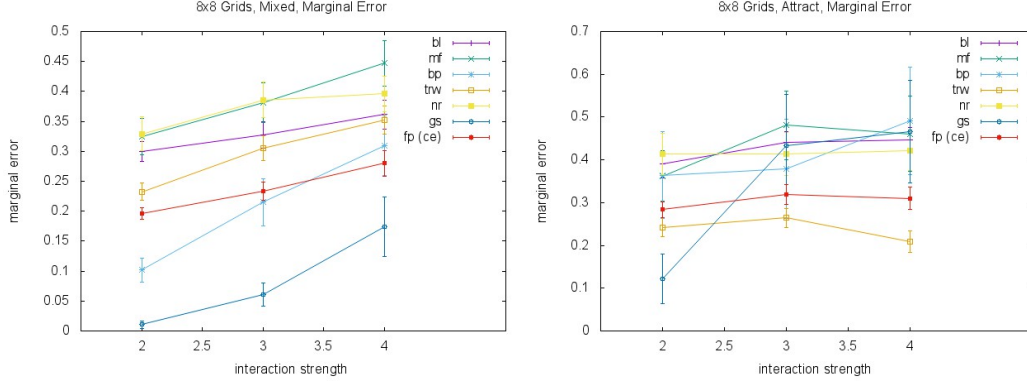 8x8 Grids, Mixed, Marginal Error
0.5
0.45
0.4
0.35
0.3
0.25
0.2
0.15
0.1
0.05
0
marginal error
bl
mf
bp
trw
nr
gs
fp (ce)
2
2.5
3
3.5
4
interaction strength
8x8 Grids, Attract, Marginal Error
0.7
0.6
0.5
0.4
0.3
0.2
0.1
0
marginal error
bl
mf
bp
trw
nr
gs
fp (ce)
2
2.5
3
3.5
4
interaction strength